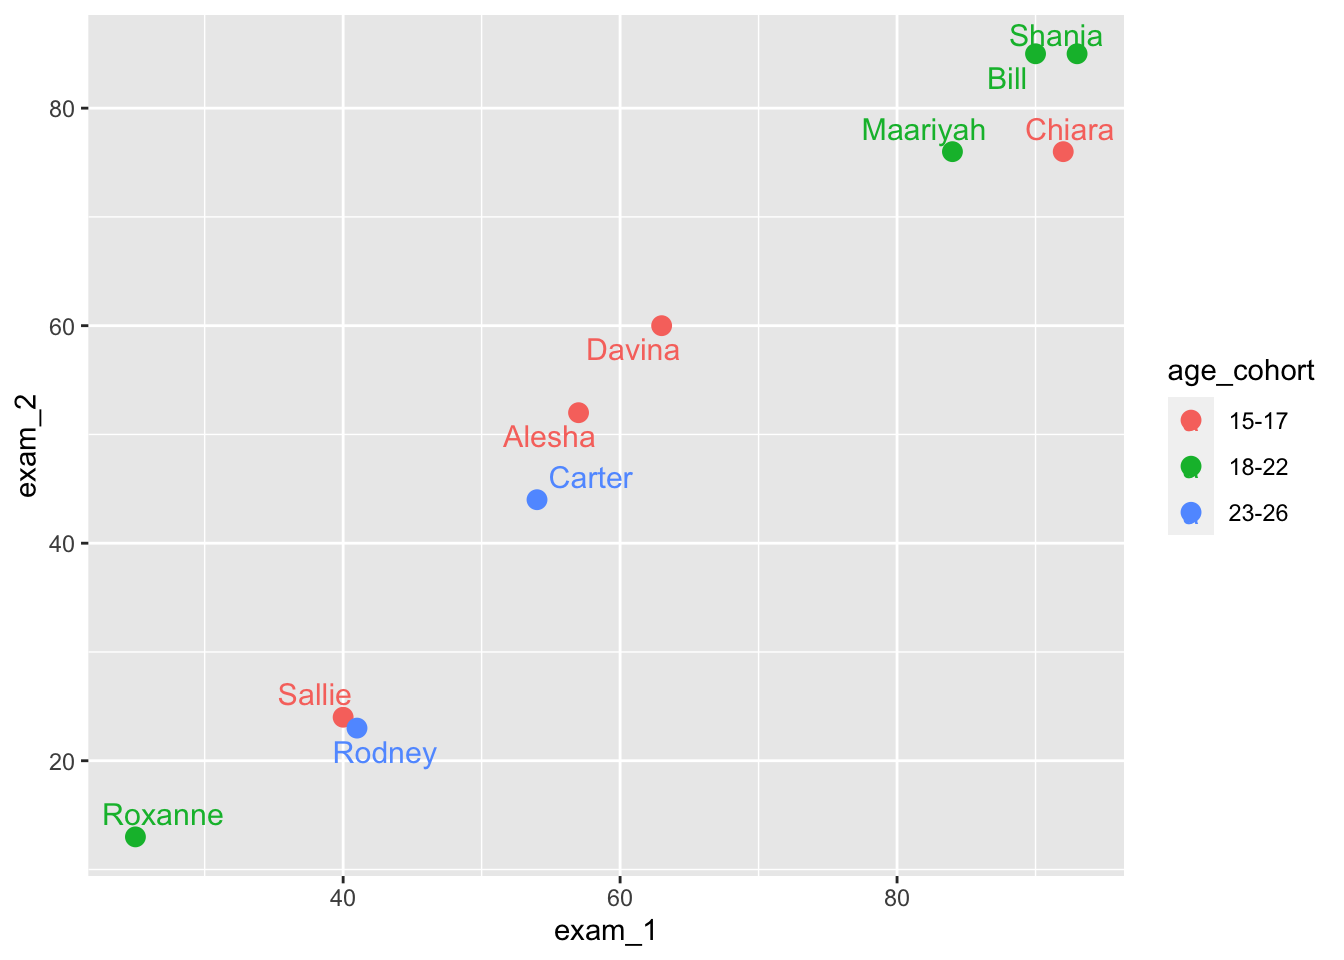 Shania
Bill
80
Maariyah
Chiara
60
Davina
Alesha
Carter
exam_2
40
Sallie
Rodney
20
Roxanne
40
60
80
exam_1
age_cohort
15-17
18-22
23-26